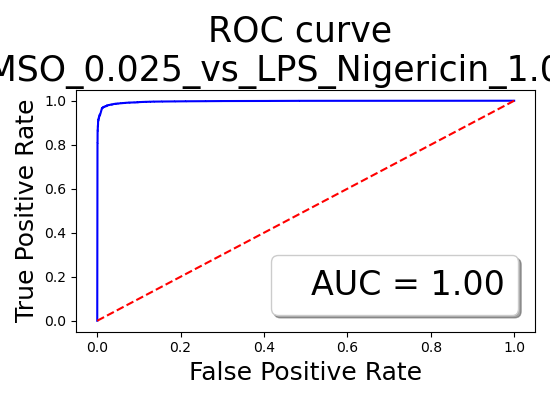 ROC curve
MSO_0.025_vs_LPS_Nigericin_1.0
True Positive Rate
1.0
0.8
0.6
0.4
0.2
0.0
AUC = 1.00
0.0 0.2 0.4 0.6 0.8 1.0
False Positive Rate